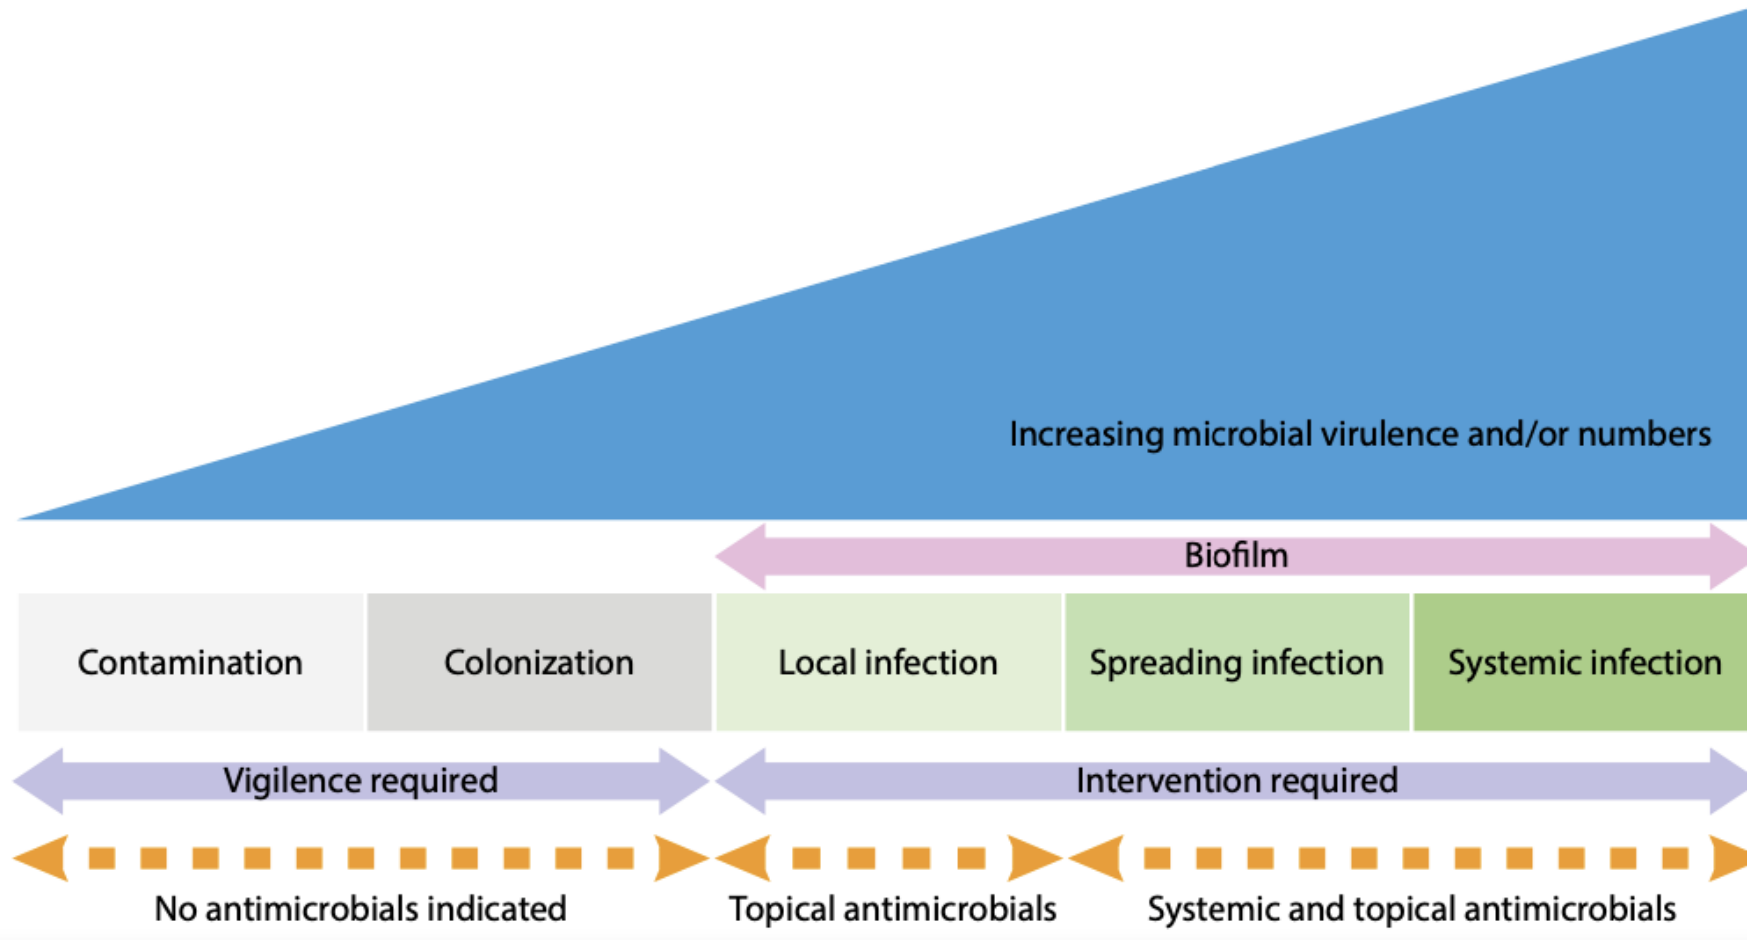 Increasing microbial virulence and/or numbers
Biofilm
Contamination
Colonization
Local infection
Spreading infection
Systemic infection
Vigilence required
Intervention required
No antimicrobials indicated
Topical antimicrobials
Systemic and topical antimicrobials